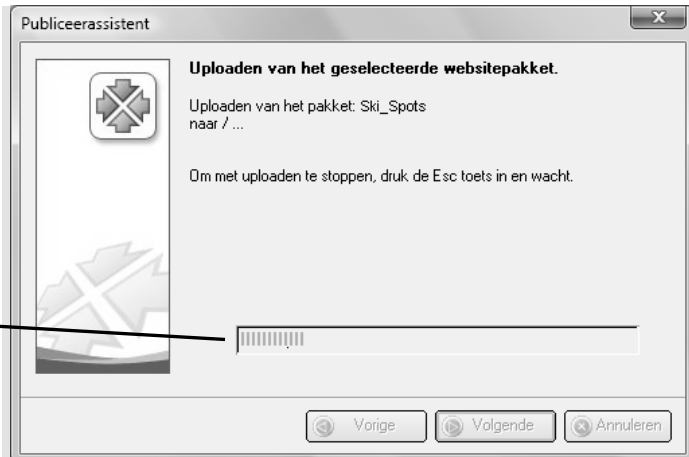 Publiceerassistent
Uploaden van het geselecteerde websitepakket.
Uploaden van het pakket: Ski_Spots
naar / ...
Om met uploaden te stoppen, druk de Esc toets in en wacht.
Vorige
Volgende
Annuleren